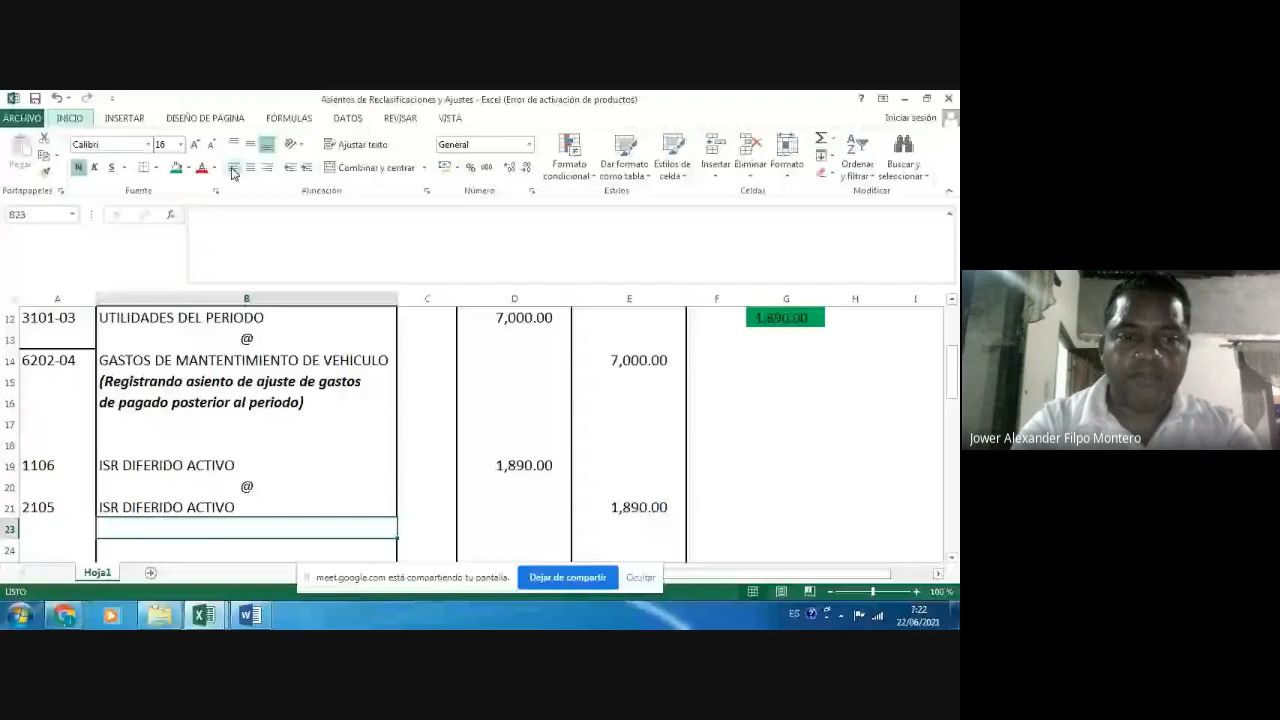 Asientos de Reclasificaciones y Ajustes - Excel (Error de activación de productos)
ARCHIVO INICIO INSERTAR DISEÑO DE PÁGINA FÓRMULAS DATOS REVISAR VISTA Iniciar sesión
Pegar
Calibri 16
N K S
Ajustar texto
Combinar y centrar
General
% 000
Formato condicional
Dar formato como tabla
Estilos de celda
Insertar
Eliminar
Formato
Ordenar y filtrar
Buscar y seleccionar
Portapapeles Fuente Alineación Número Estilos Celdas Modificar
B23
fx
A B C D E F G H I
12 3101-03 UTILIDADES DEL PERIODO 7,000.00 1,890.00
13 @
14 6202-04 GASTOS DE MANTENTIMIENTO DE VEHICULO 7,000.00
15 (Registrando asiento de ajuste de gastos
16 de pagado posterior al periodo)
17
18
19 1106 ISR DIFERIDO ACTIVO 1,890.00
20 @
21 2105 ISR DIFERIDO ACTIVO 1,890.00
23
24
Hoja1
meet.google.com está compartiendo tu pantalla. Dejar de compartir Ocultar
LISTO 100 %
ES 7:22
22/06/2021
Jower Alexander Filpo Montero